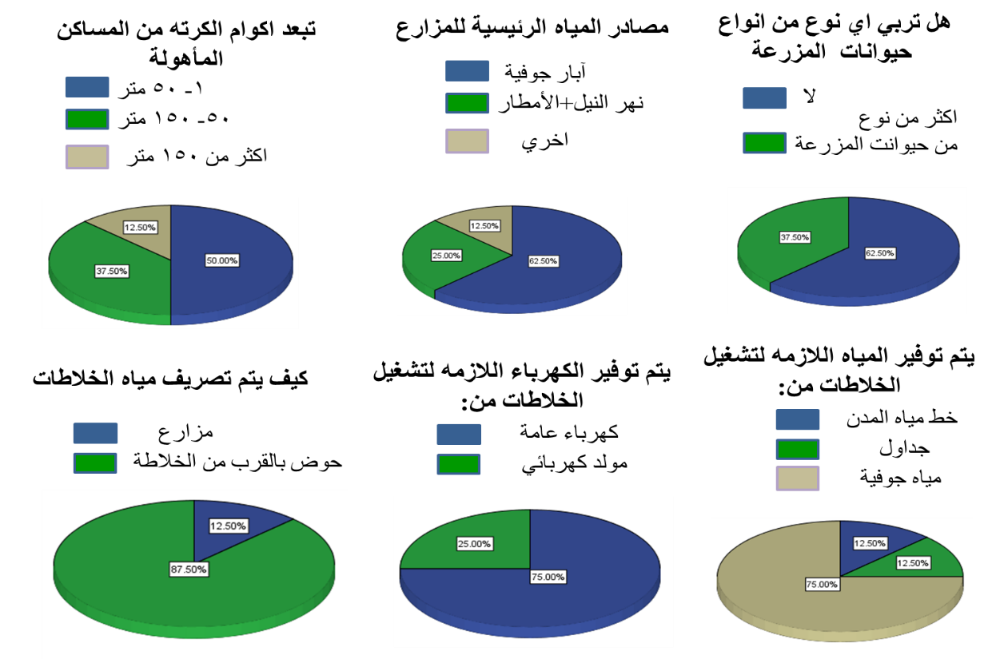 هل تربي اي نوع من انواع
حيوانات المزرعة
لا
اكثر من نوع
من حيوانت المزرعة
37.50%
62.50%
مصادر المياه الرئيسية للمزارع
آبار جوفية
نهر النيل+الأمطار
اخري
12.50%
25.00%
62.50%
تبعد اكوام الكرته من المساكن
المأهولة
١- ٥٠ متر
٥٠- ١٥٠ متر
اكثر من ١٥٠ متر
12.50%
50.00%
37.50%
يتم توفير المياه اللازمه لتشغيل
الخلاطات من:
خط مياه المدن
جداول
مياه جوفية
12.50%
12.50%
75.00%
يتم توفير الكهرباء اللازمه لتشغيل
الخلاطات من:
كهرباء عامة
مولد كهربائي
25.00%
75.00%
كيف يتم تصريف مياه الخلاطات
مزارع
حوض بالقرب من الخلاطة
12.50%
87.50%